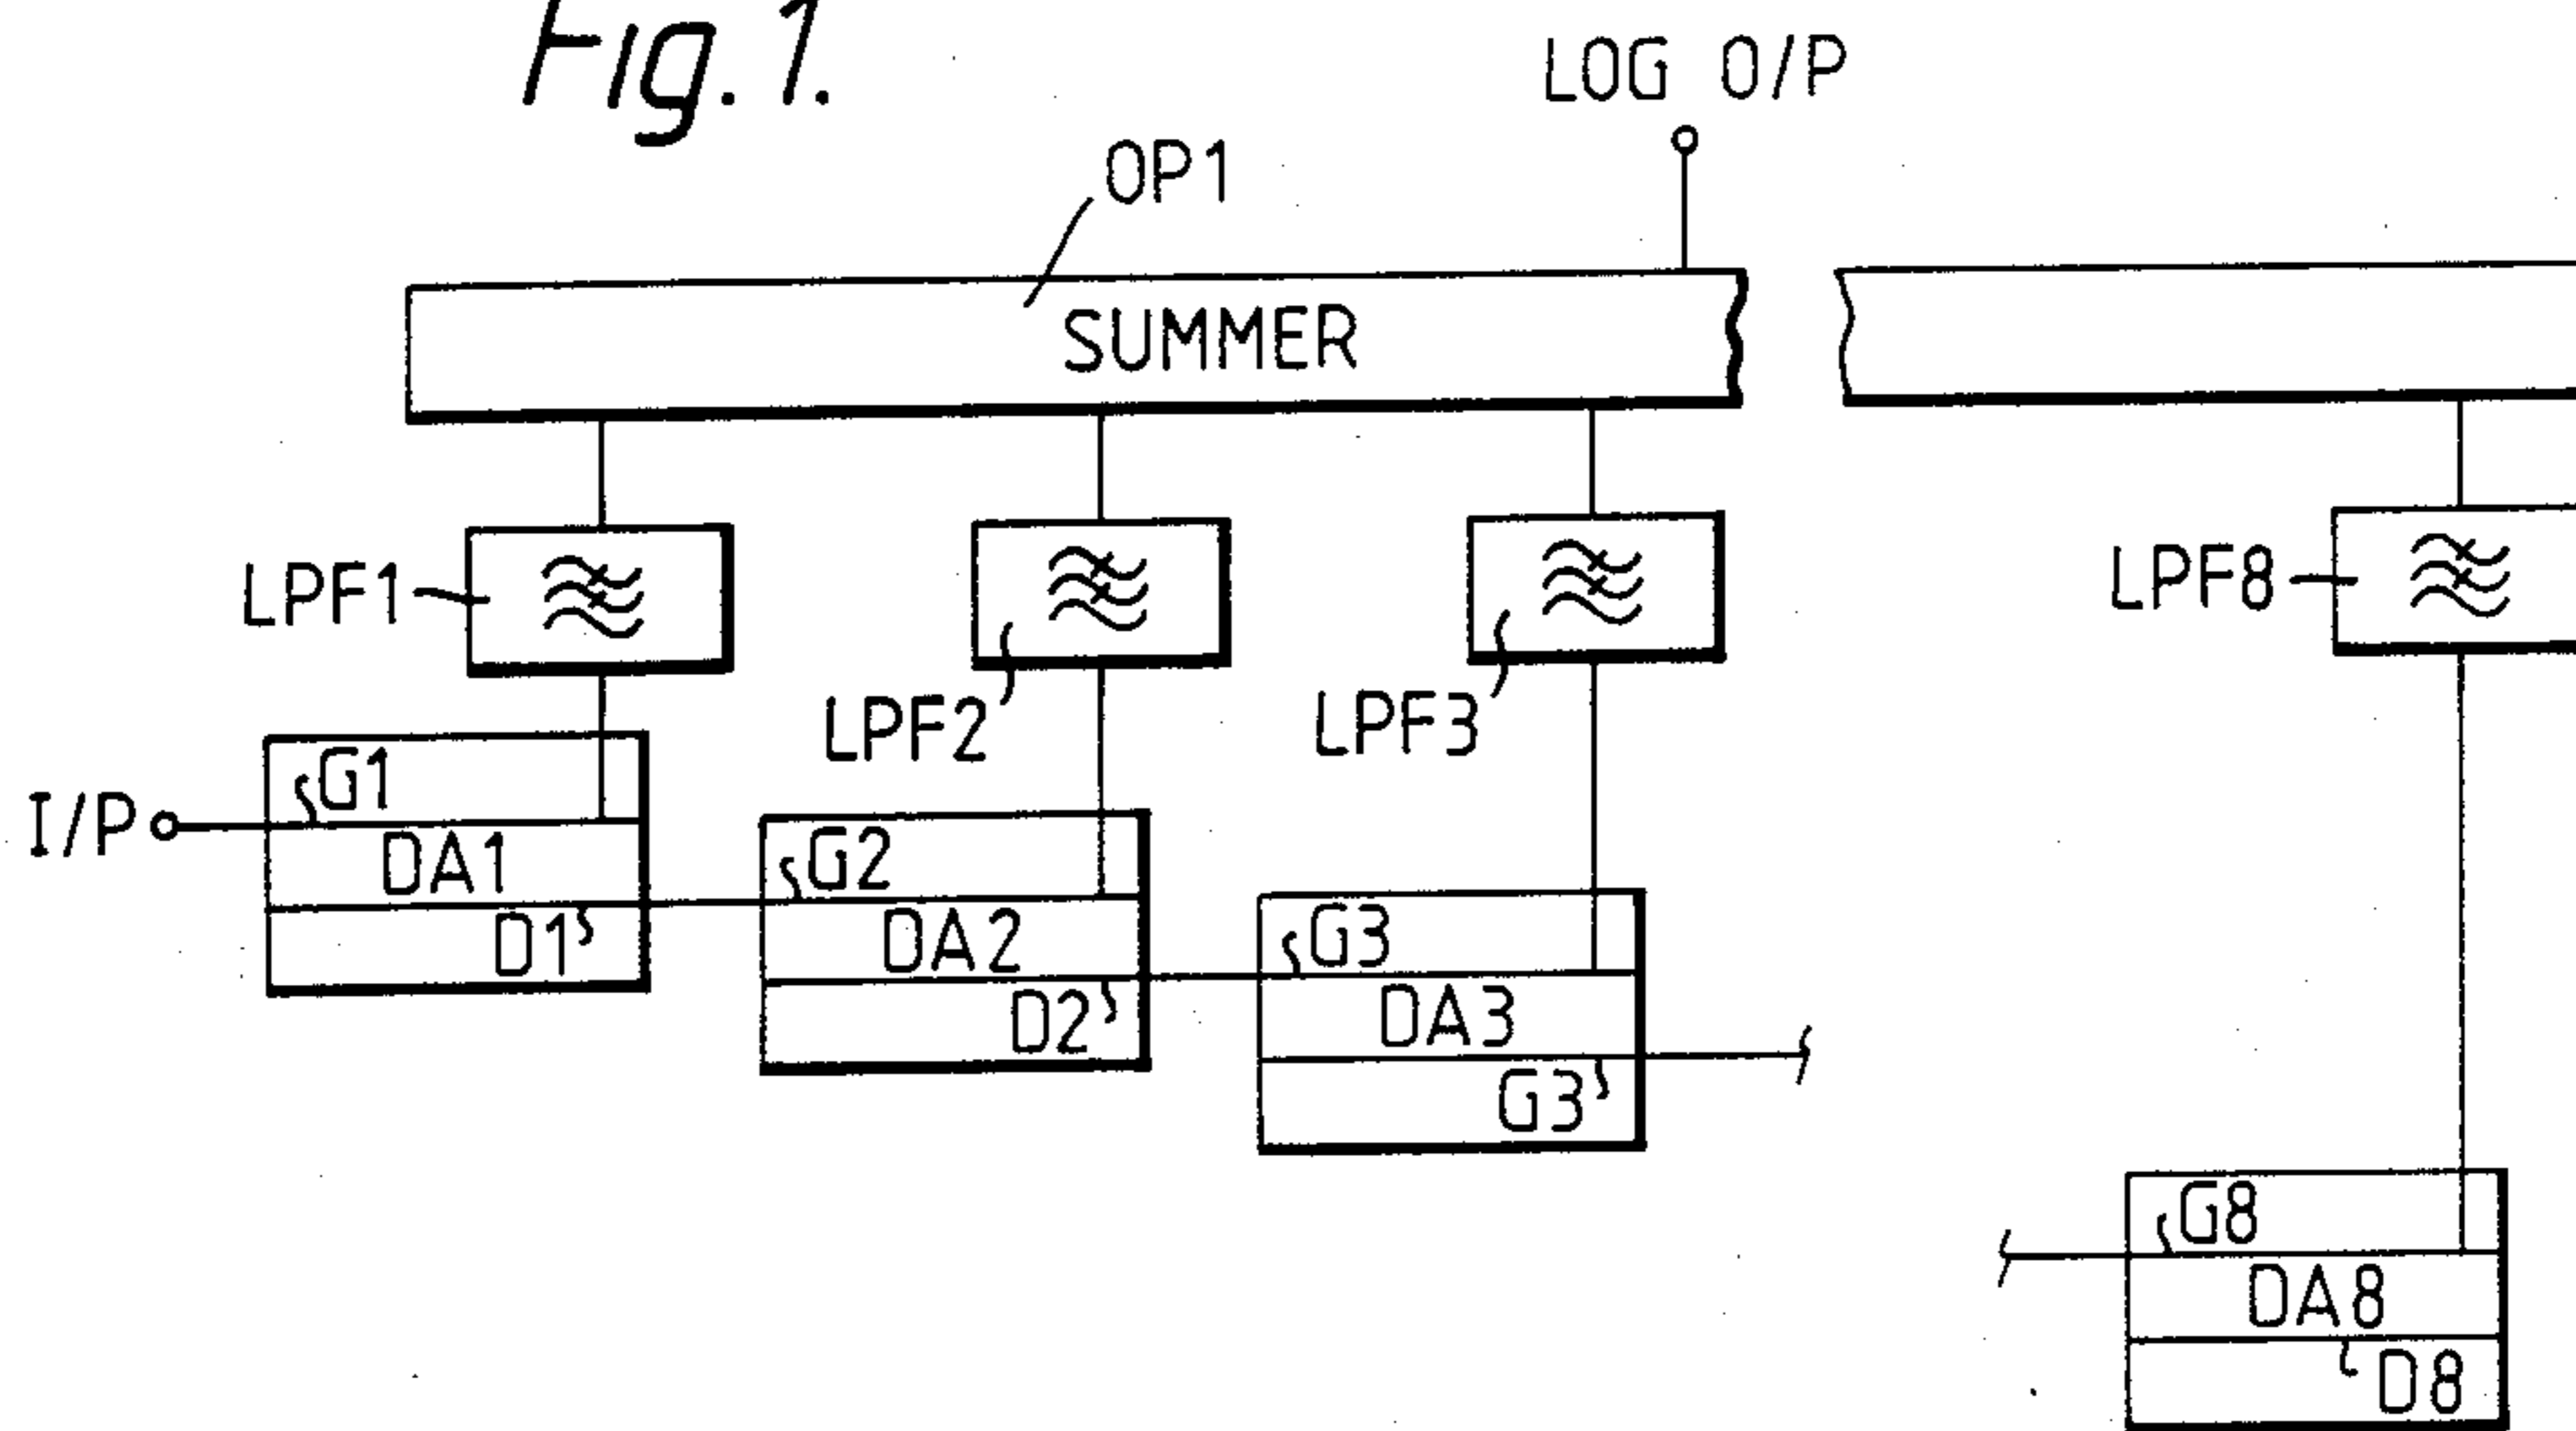 Fig. 1.
LOG O/P
OP1
SUMMER
LPF1
LPF2
LPF3
LPF8
I/P
G1
DA1
D1
G2
DA2
D2
G3
DA3
G3
G8
DA8
D8